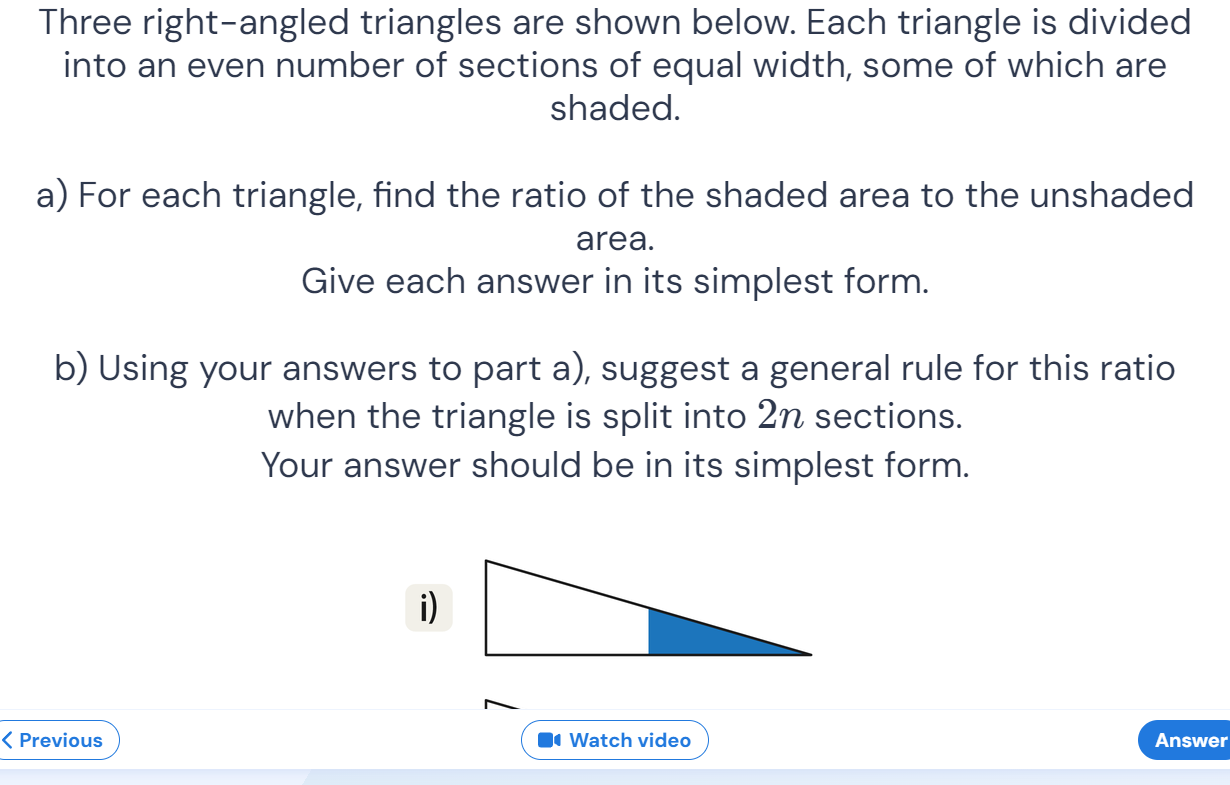 Three right-angled triangles are shown below. Each triangle is divided
into an even number of sections of equal width, some of which are
shaded.
a) For each triangle, find the ratio of the shaded area to the unshaded
area.
Give each answer in its simplest form.
b) Using your answers to part a), suggest a general rule for this ratio
when the triangle is split into 2n sections.
Your answer should be in its simplest form.
i)
Previous
Watch video
Answer